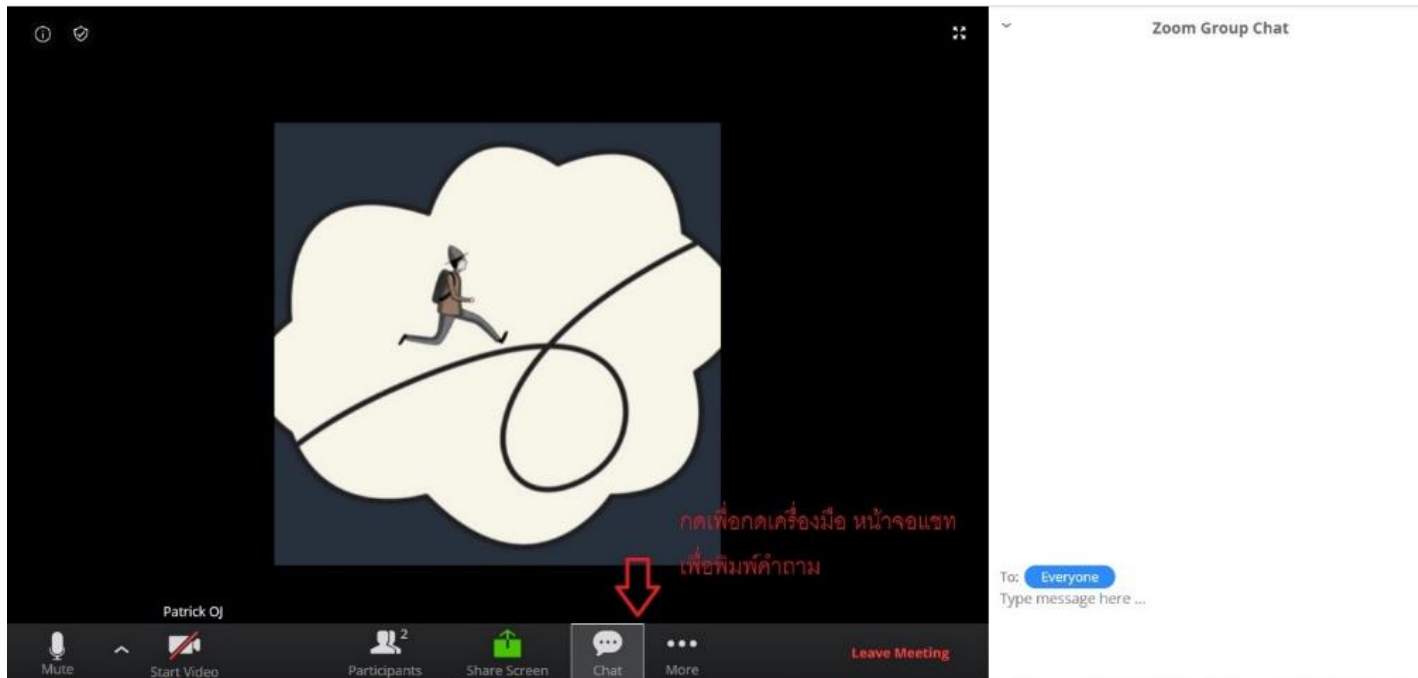 Zoom Group Chat
กดเพื่อกดเครื่องมือ หน้าจอแชท
เพื่อพิมพ์คำถาม
To: Everyone
Type message here ...
Patrick OJ
Mute
Start Video
Participants 2
Share Screen
Chat
More
Leave Meeting